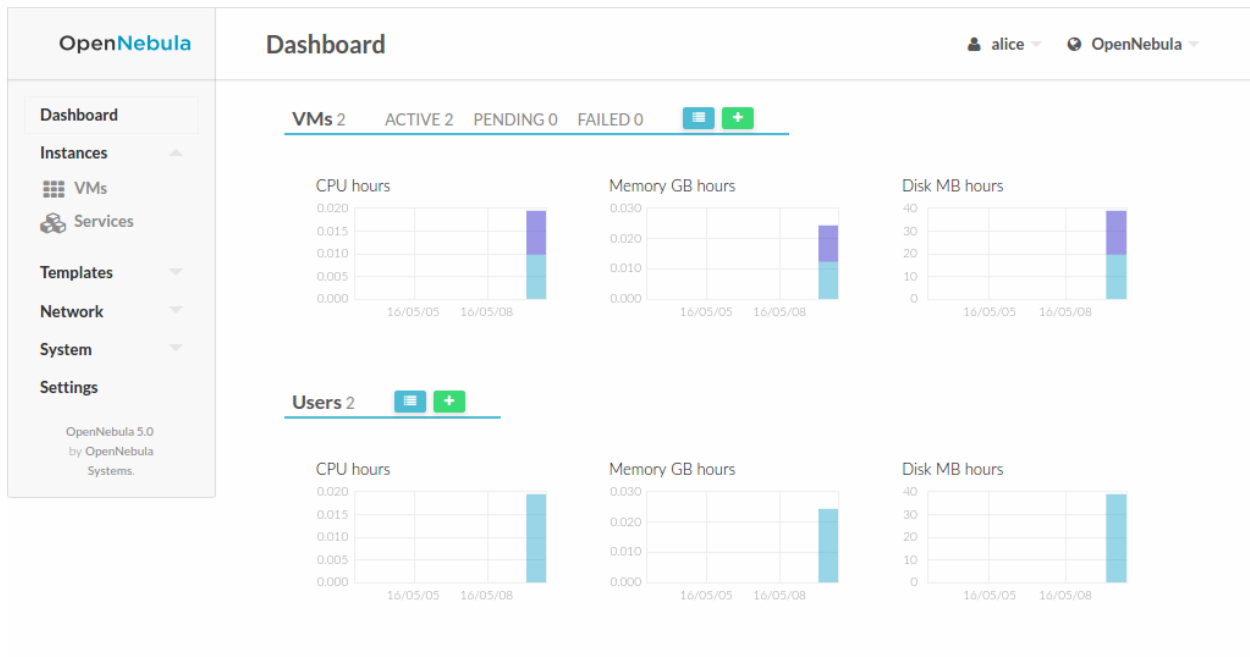 OpenNebula
Dashboard
alice
OpenNebula
Dashboard
Instances
VMs
Services
Templates
Network
System
Settings
OpenNebula 5.0
by OpenNebula
Systems.
VMs 2 ACTIVE 2 PENDING 0 FAILED 0
CPU hours
0.020
0.015
0.010
0.005
0.000
16/05/05 16/05/08
Memory GB hours
0.030
0.020
0.010
0.000
16/05/05 16/05/08
Disk MB hours
40
30
20
10
0
16/05/05 16/05/08
Users 2
CPU hours
0.020
0.015
0.010
0.005
0.000
16/05/05 16/05/08
Memory GB hours
0.030
0.020
0.010
0.000
16/05/05 16/05/08
Disk MB hours
40
30
20
10
0
16/05/05 16/05/08